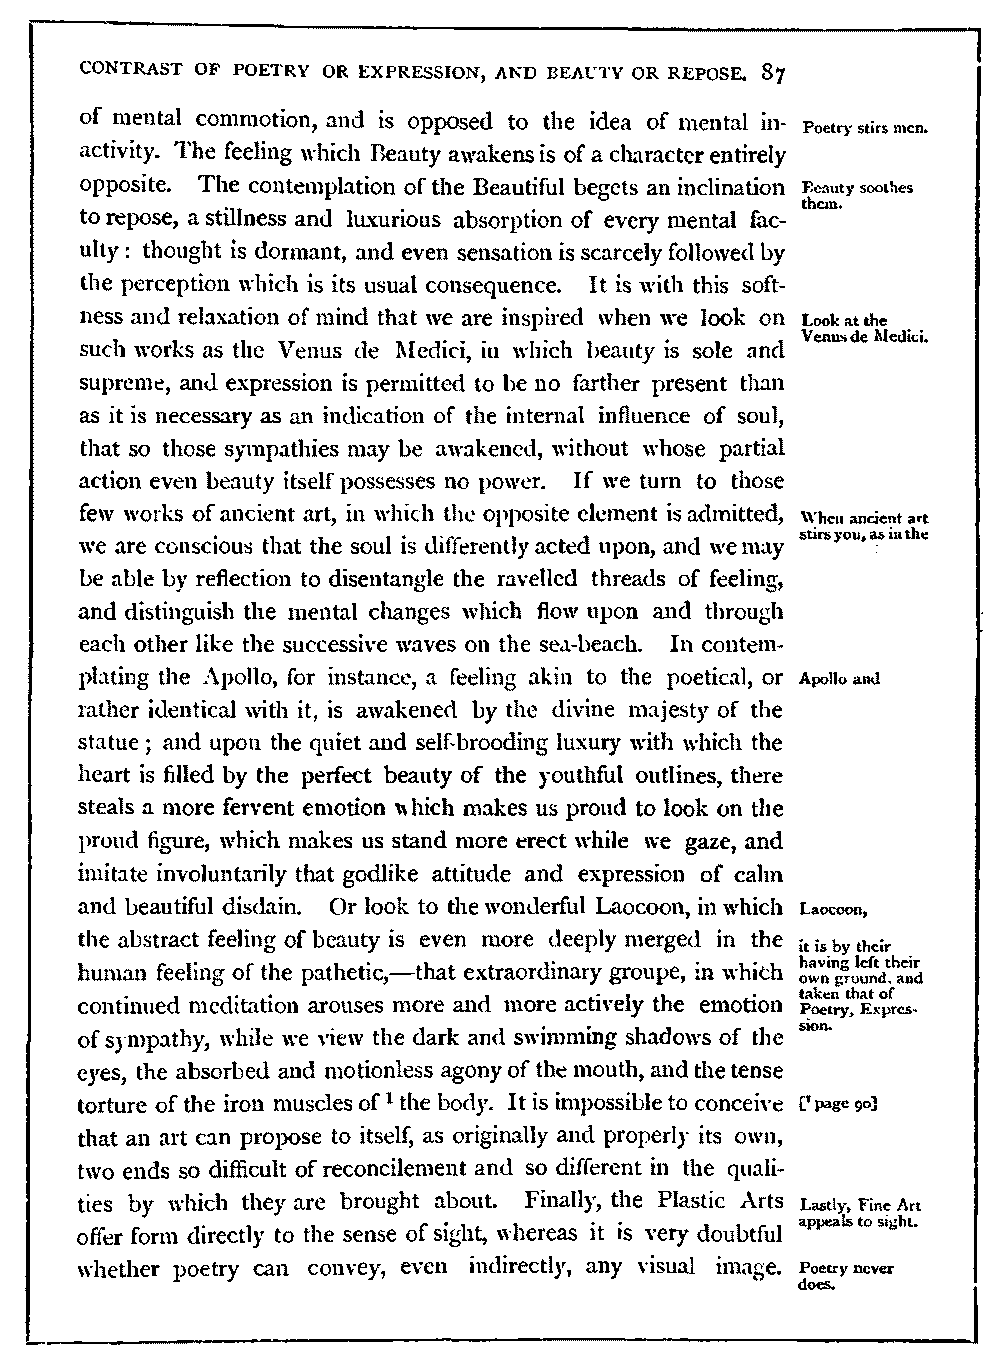 CONTRAST OF POETRY OR EXPRESSION, AND BEAUTY OR REPOSE. 87
of mental commotion, and is opposed to the idea of mental in-
Poetry stirs men.
activity. The feeling which Beauty awakens is of a character entirely
opposite. The contemplation of the Beautiful begets an inclination
Beauty soothes
them.
to repose, a stillness and luxurious absorption of every mental fac-
ulty: thought is dormant, and even sensation is scarcely followed by
the perception which is its usual consequence. It is with this soft-
ness and relaxation of mind that we are inspired when we look on
Look at the
Venus de Medici.
such works as the Venus de Medici, in which beauty is sole and
supreme, and expression is permitted to be no farther present than
as it is necessary as an indication of the internal influence of soul,
that so those sympathies may be awakened, without whose partial
action even beauty itself possesses no power. If we turn to those
few works of ancient art, in which the opposite element is admitted,
When ancient art
stirs you, as in the
we are conscious that the soul is differently acted upon, and we may
be able by reflection to disentangle the ravelled threads of feeling,
and distinguish the mental changes which flow upon and through
each other like the successive waves on the sea-beach. In contem-
plating the Apollo, for instance, a feeling akin to the poetical, or
Apollo and
rather identical with it, is awakened by the divine majesty of the
statue; and upon the quiet and self-brooding luxury with which the
heart is filled by the perfect beauty of the youthful outlines, there
steals a more fervent emotion which makes us proud to look on the
proud figure, which makes us stand more erect while we gaze, and
imitate involuntarily that godlike attitude and expression of calm
and beautiful disdain. Or look to the wonderful Laocoon, in which
Laocoon,
the abstract feeling of beauty is even more deeply merged in the
it is by their
having left their
own ground, and
taken that of
Poetry, Expres-
sion.
human feeling of the pathetic,—that extraordinary groupe, in which
continued meditation arouses more and more actively the emotion
of sympathy, while we view the dark and swimming shadows of the
eyes, the absorbed and motionless agony of the mouth, and the tense
torture of the iron muscles of ¹ the body. It is impossible to conceive
[¹ page 90]
that an art can propose to itself, as originally and properly its own,
two ends so difficult of reconcilement and so different in the quali-
ties by which they are brought about. Finally, the Plastic Arts
Lastly, Fine Art
appeals to sight.
offer form directly to the sense of sight, whereas it is very doubtful
whether poetry can convey, even indirectly, any visual image.
Poetry never
does.